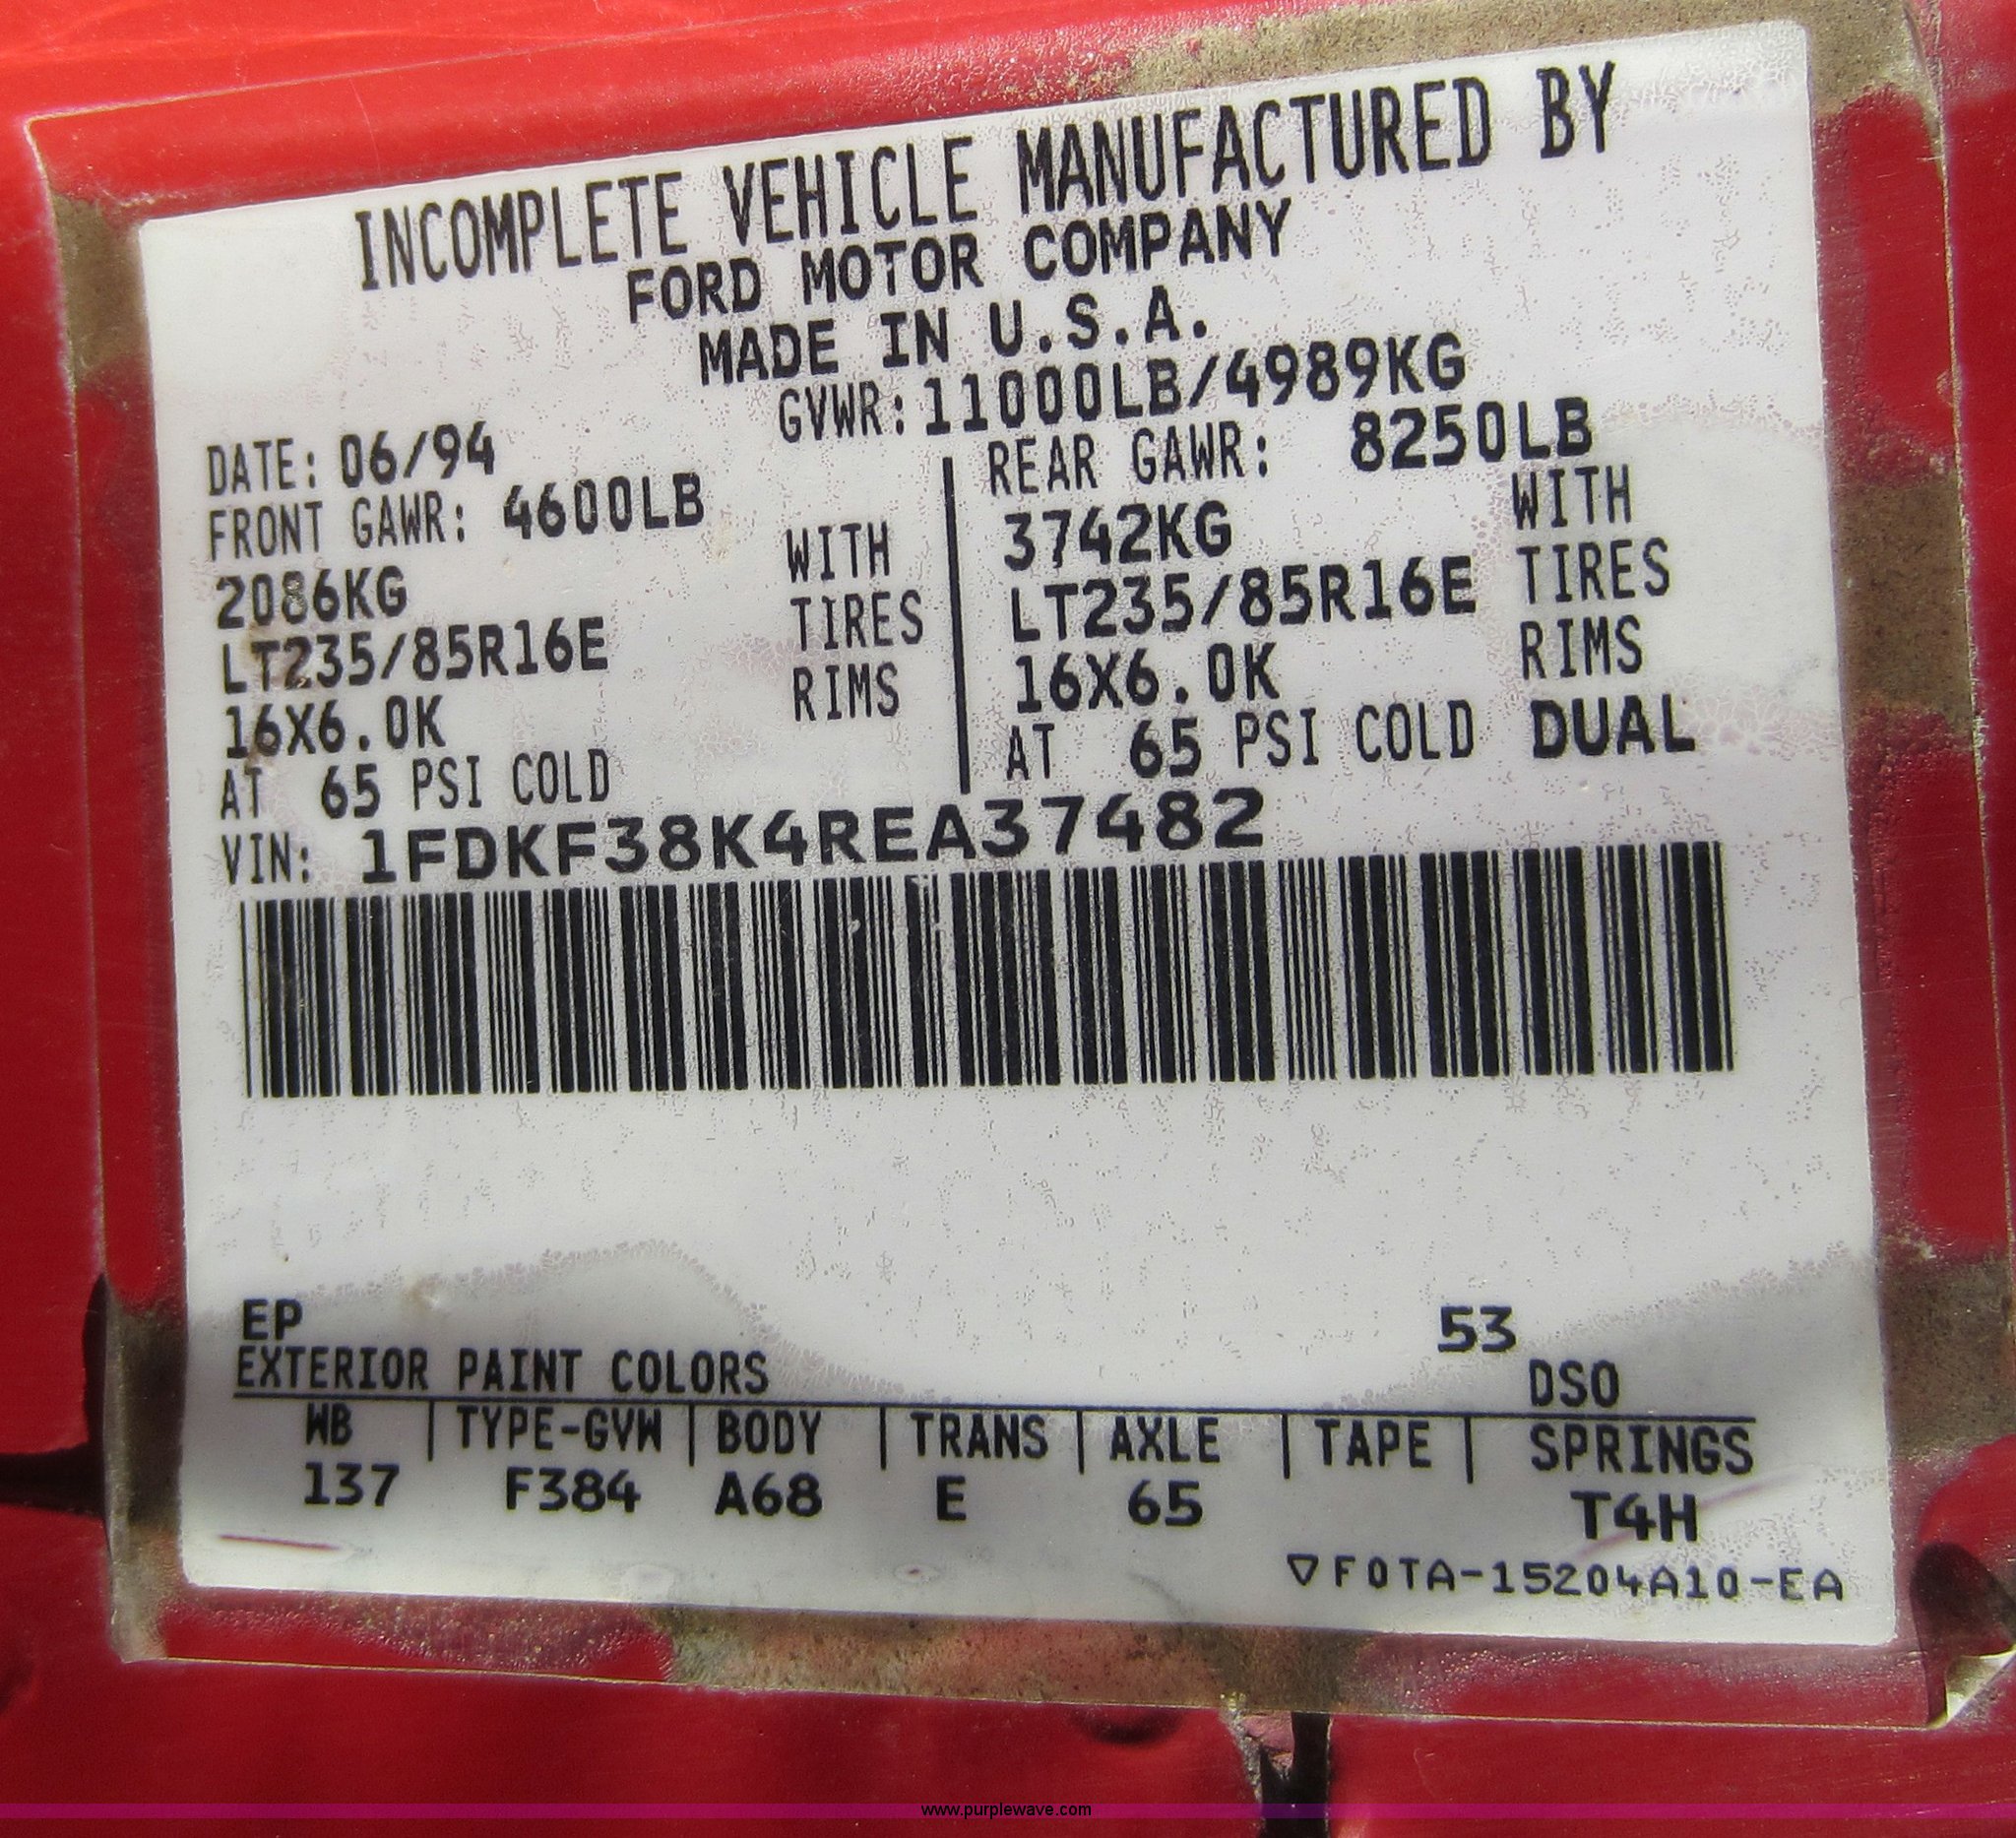 INCOMPLETE VEHICLE MANUFACTURED BY
FORD MOTOR COMPANY
MADE IN U.S.A.
GVWR:11000LB/4989KG
DATE: 06/94
FRONT GAWR: 4600LB
2086KG WITH
LT235/85R16E TIRES
16X6.0K RIMS
AT 65 PSI COLD
REAR GAWR: 8250LB
3742KG WITH
LT235/85R16E TIRES
16X6.0K RIMS
AT 65 PSI COLD DUAL
VIN: 1FDKF38K4REA37482
EP 53
EXTERIOR PAINT COLORS DSO
WB | TYPE-GVW | BODY | TRANS | AXLE | TAPE | SPRINGS
137 F384 A68 E 65 T4H
▽F0TA-15204A10-EA
www.purplewave.com